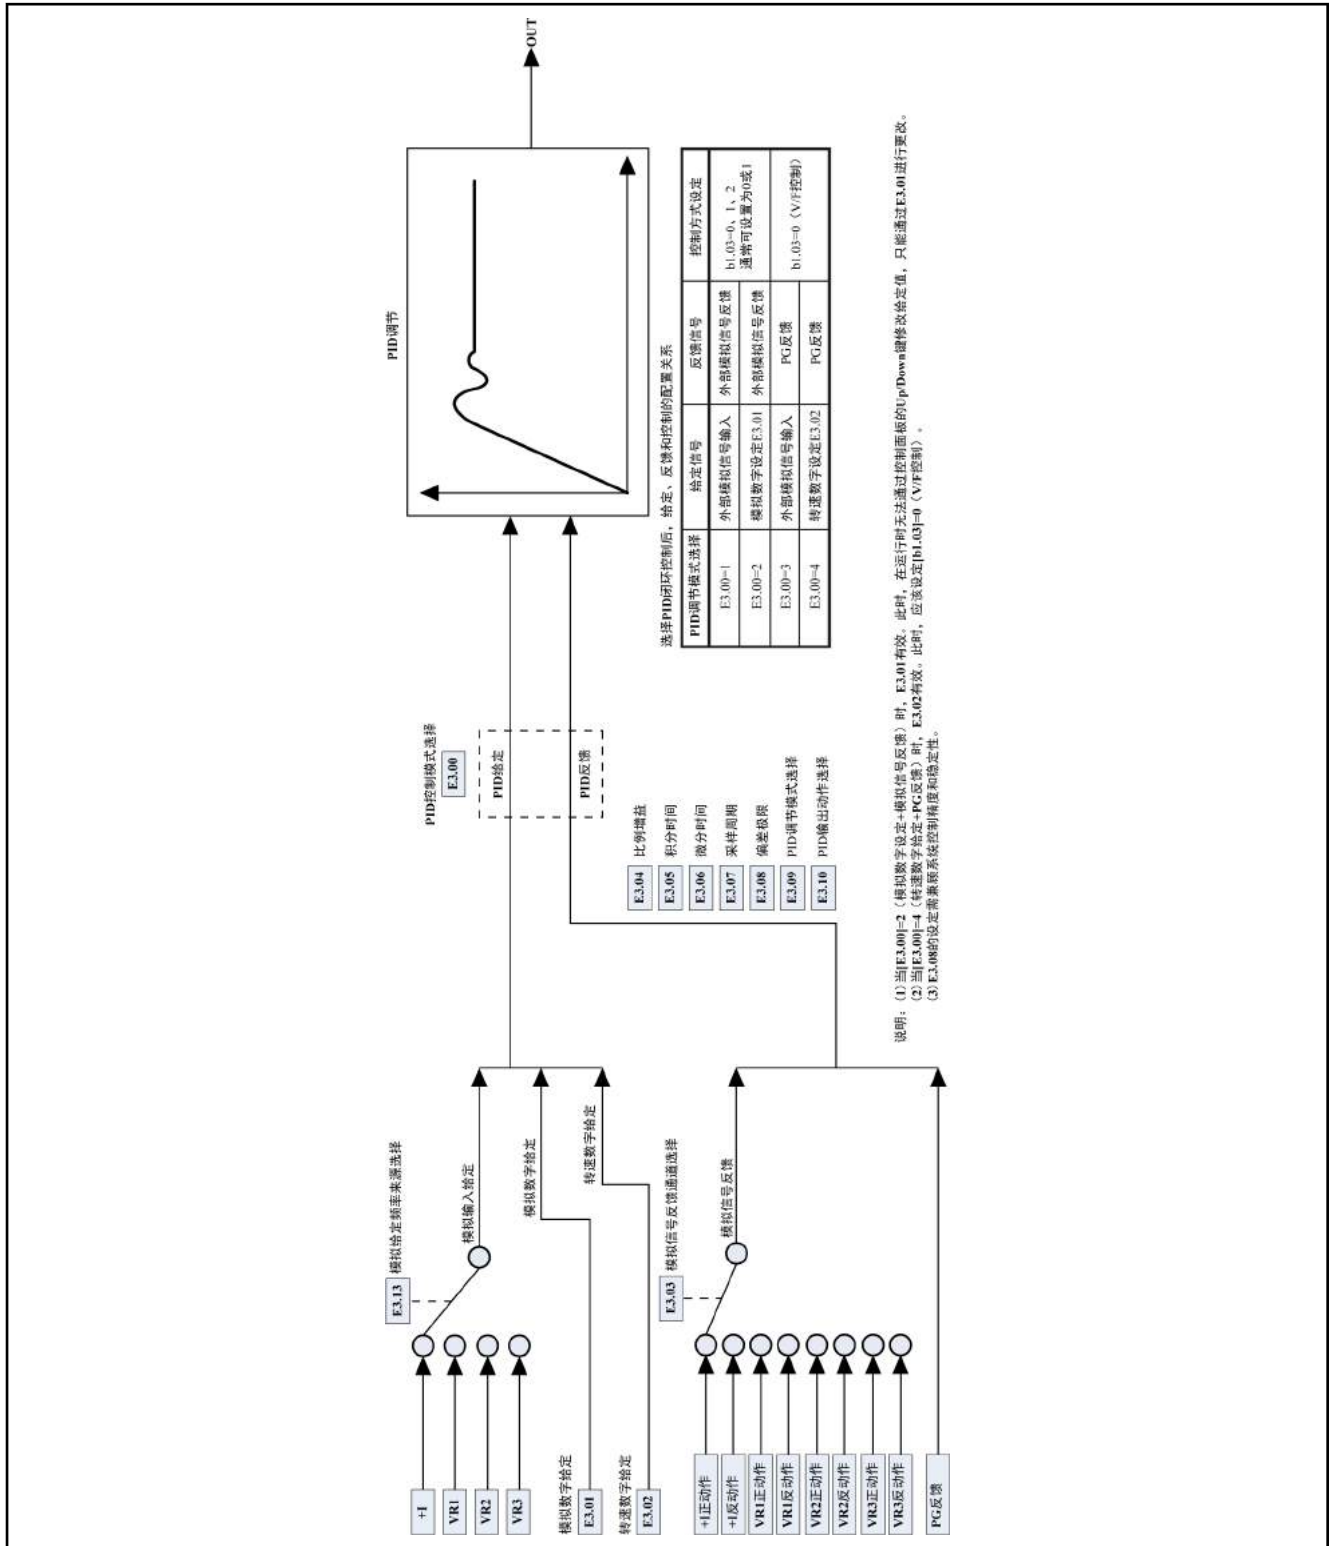 E3.13
模拟给定频率来源选择
+I
VR1
VR2
VR3
模拟输入给定
模拟数字给定
E3.01
模拟数字给定
转速数字给定
E3.02
转速数字给定
E3.03
模拟信号反馈通道选择
+I正动作
+I反动作
VR1正动作
VR1反动作
VR2正动作
VR2反动作
VR3正动作
VR3反动作
PG反馈
模拟信号反馈
PID控制模式选择
E3.00
PID给定
PID反馈
E3.04 比例增益
E3.05 积分时间
E3.06 微分时间
E3.07 采样周期
E3.08 偏差极限
E3.09 PID调节模式选择
E3.10 PID输出动作选择
PID调节
OUT
选择PID闭环控制后，给定、反馈和控制的配置关系
PID调节模式选择 给定信号 反馈信号 控制方式设定
E3.00=1 外部模拟信号输入 外部模拟信号反馈 b1.03=0、1、2
通常可设置为0或1
E3.00=2 模拟数字设定E3.01 外部模拟信号反馈
E3.00=3 外部模拟信号输入 PG反馈 b1.03=0（V/F控制）
E3.00=4 转速数字设定E3.02 PG反馈
说明：(1)当[E3.00]=2（模拟数字设定+模拟信号反馈）时，E3.01有效。此时，在运行时无法通过控制面板的Up/Down键修改给定值，只能通过E3.01进行更改。
(2)当[E3.00]=4（转速数字给定+PG反馈）时，E3.02有效。此时，应该设定[b1.03]=0（V/F控制）。
(3)E3.08的设定需兼顾系统控制精度和稳定性。